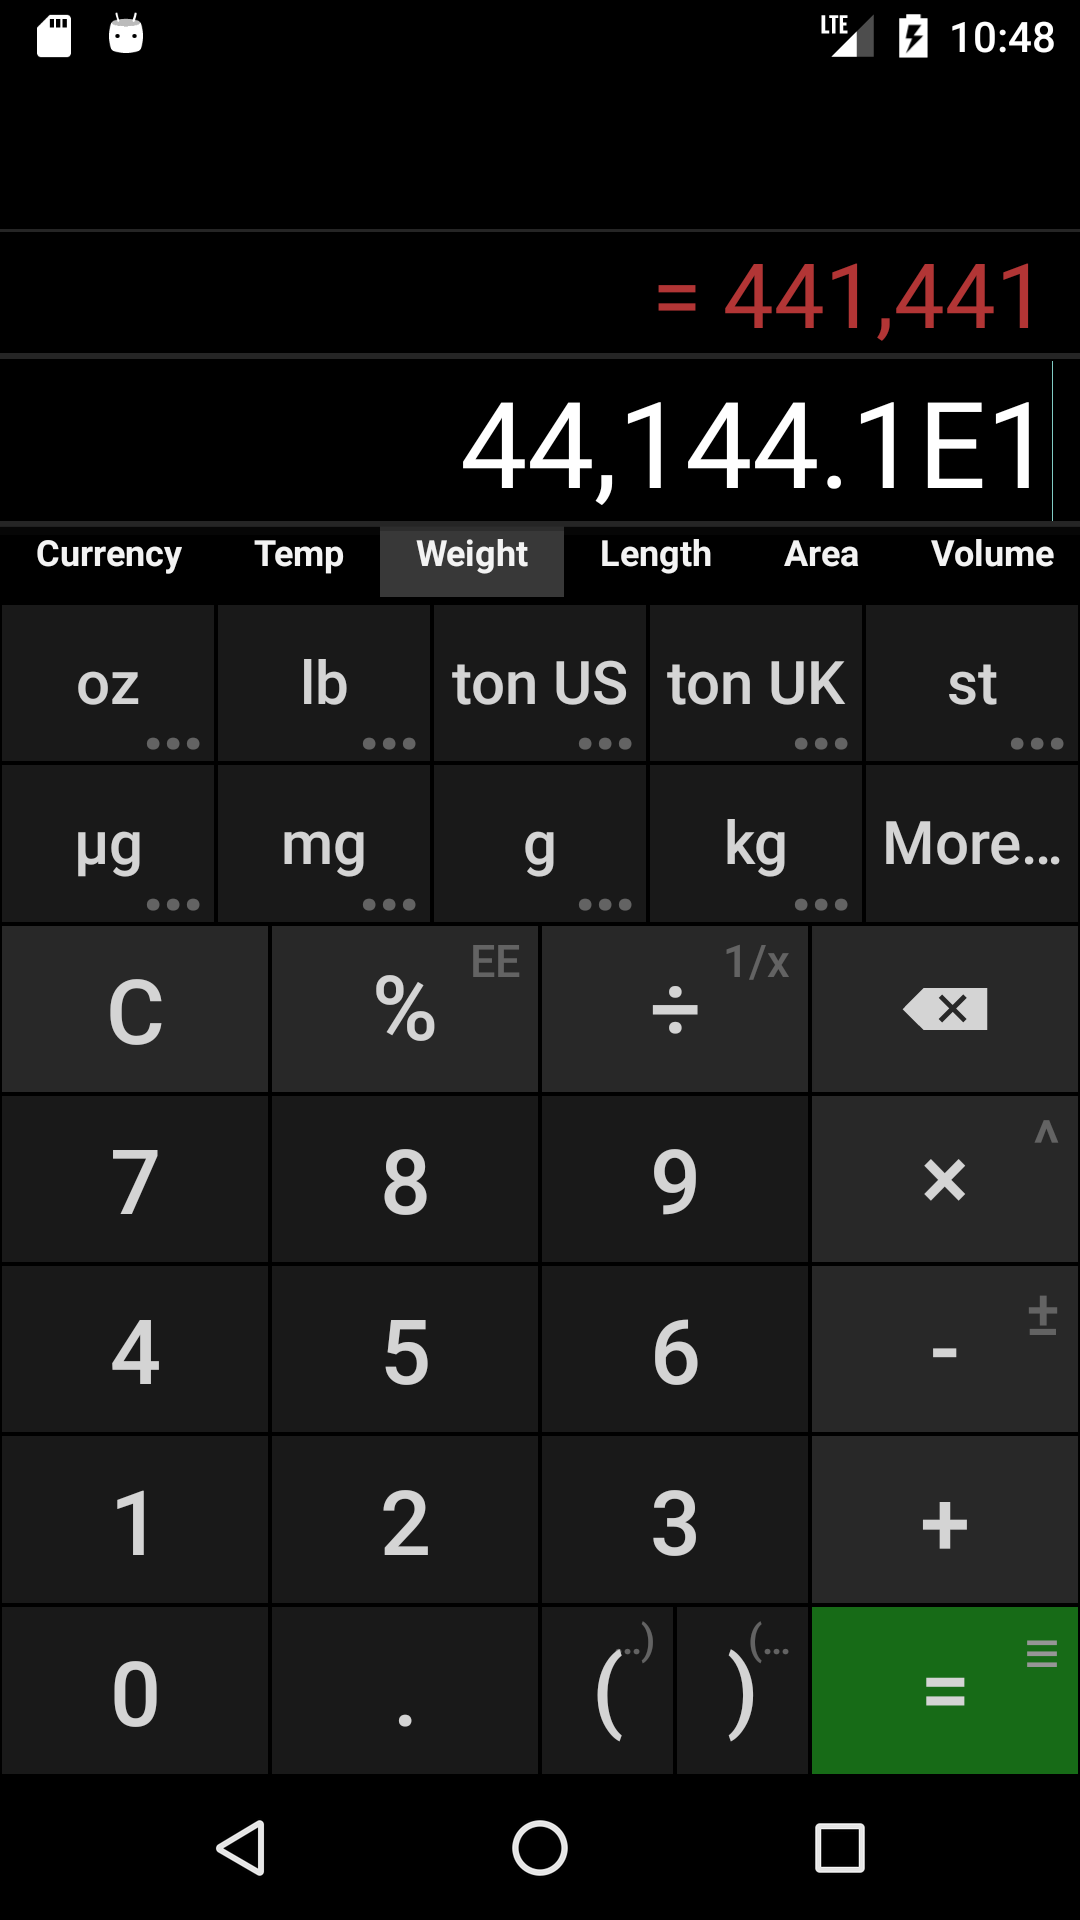 LTE 10:48
= 441,441
44,144.1E1
Currency Temp Weight Length Area Volume
oz lb ton US ton UK st
µg mg g kg More...
C % EE ÷ 1/x
7 8 9 × ^
4 5 6 - ±
1 2 3 +
0 . ( ..) ) (... =